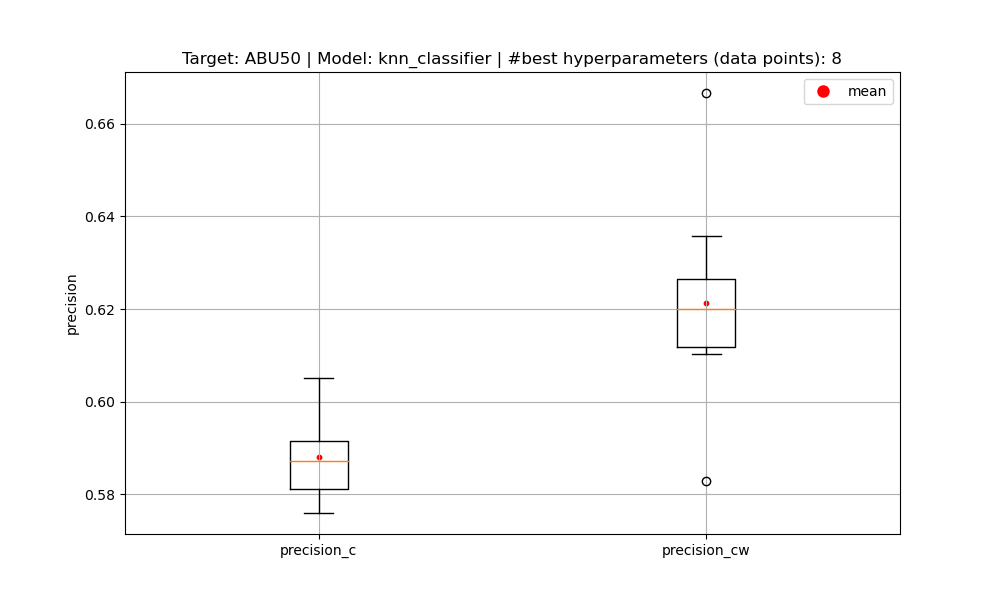 Target: ABU50 | Model: knn_classifier | #best hyperparameters (data points): 8
mean
0.66
0.64
0.62
0.60
0.58
precision
precision_c
precision_cw